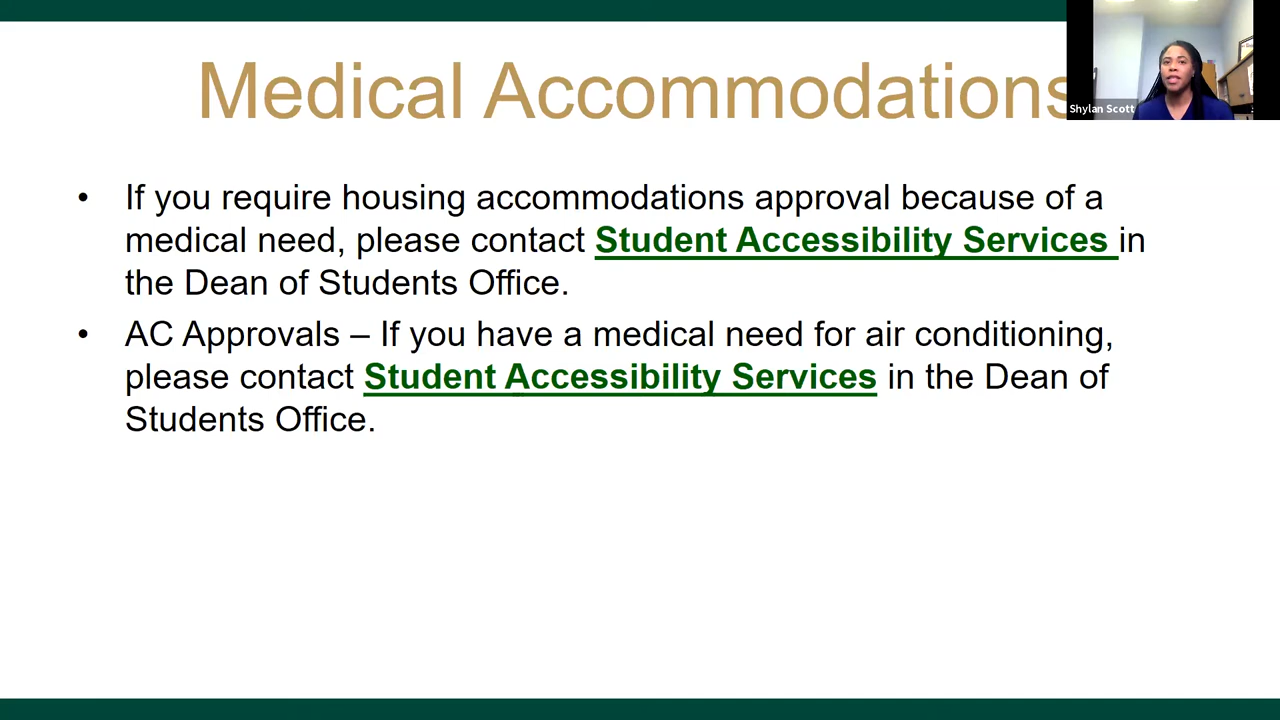 Medical Accommodations
Shylan Scott
• If you require housing accommodations approval because of a
medical need, please contact Student Accessibility Services in
the Dean of Students Office.
• AC Approvals – If you have a medical need for air conditioning,
please contact Student Accessibility Services in the Dean of
Students Office.